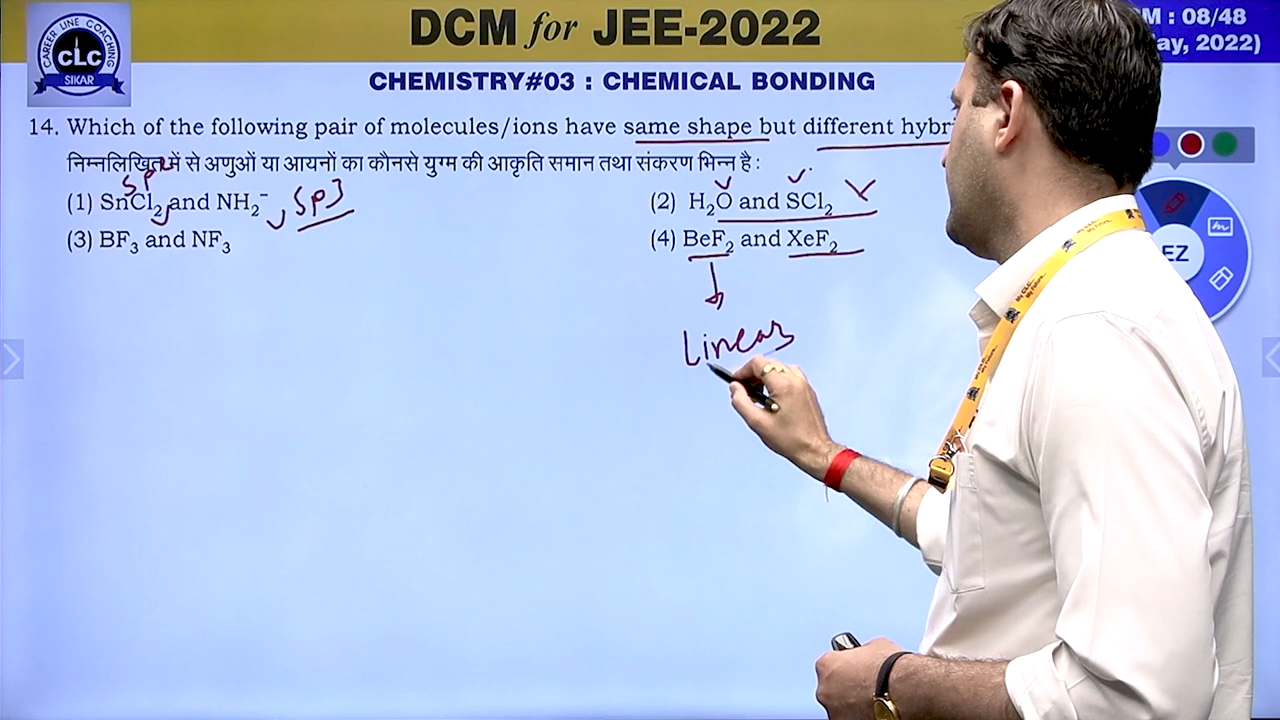 DCM for JEE-2022
M : 08/48
ay, 2022)
CAREER LINE COACHING
CLC
SIKAR
CHEMISTRY#03 : CHEMICAL BONDING
14. Which of the following pair of molecules/ions have same shape but different hybr
निम्नलिखित में से अणुओं या आयनों का कौनसे युग्म की आकृति समान तथा संकरण भिन्न है :
(1) SnCl₂ and NH₂⁻ sp3
(2) H₂O and SCl₂
(3) BF₃ and NF₃
(4) BeF₂ and XeF₂
Linear
EZ